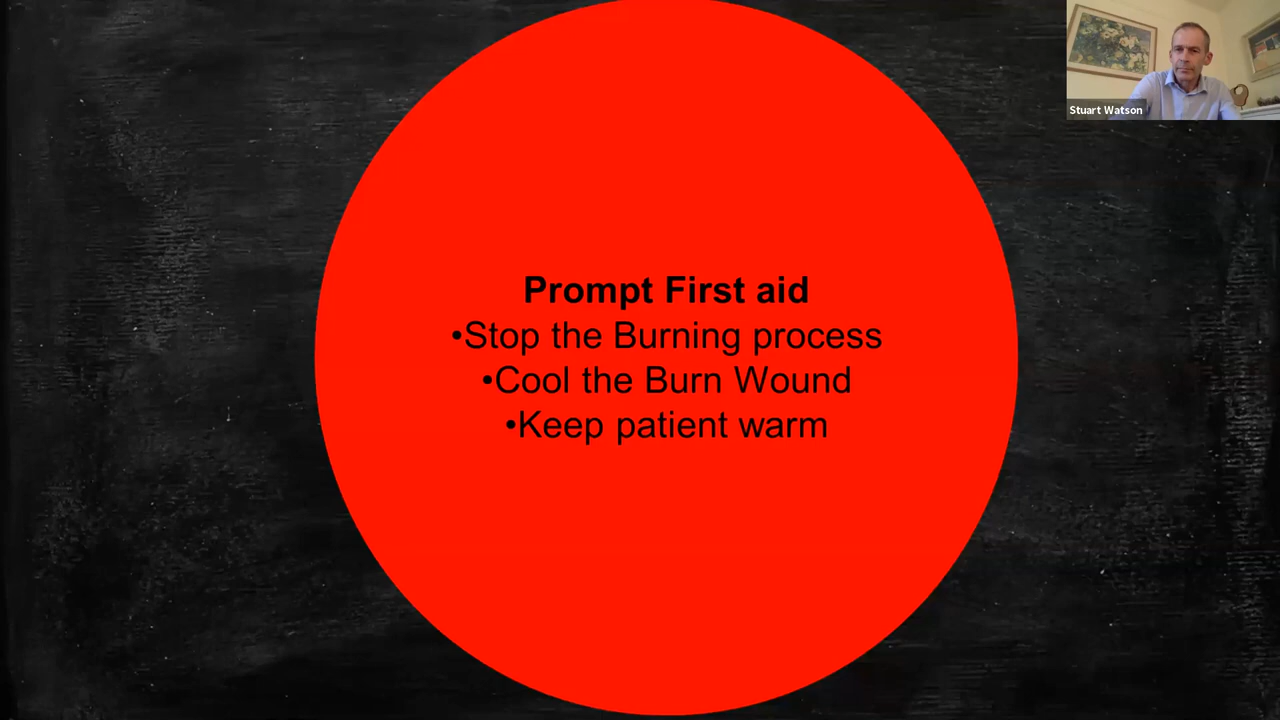 Stuart Watson
Prompt First aid
•Stop the Burning process
•Cool the Burn Wound
•Keep patient warm